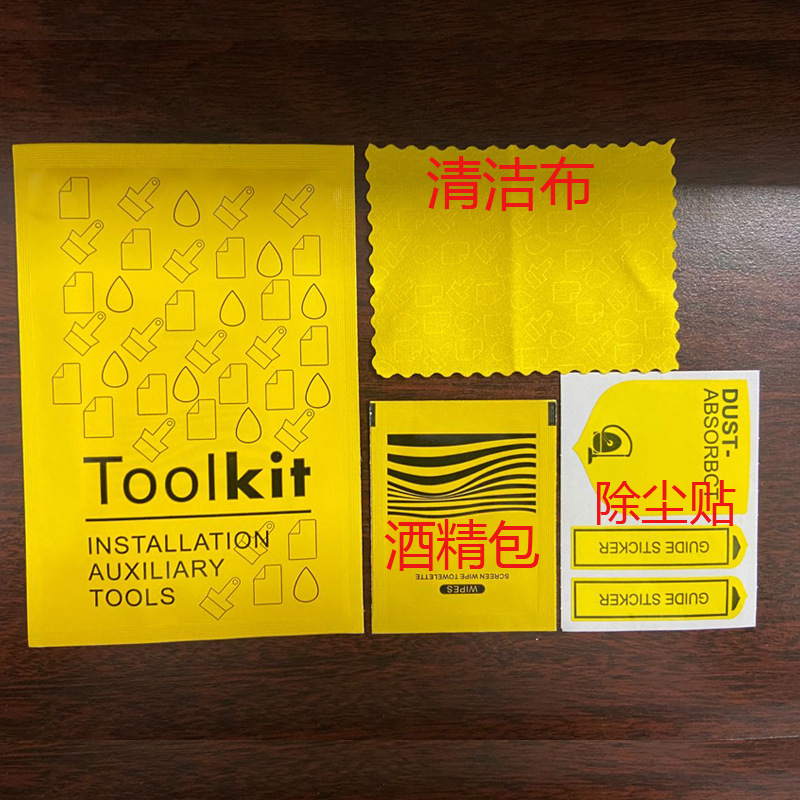 Toolkit
INSTALLATION
AUXILIARY
TOOLS
清洁布
酒精包
SCREEN WIPE TOWELETTE
WIPES
DUST-
ABSORBCT
除尘贴
GUIDE STICKER
GUIDE STICKER